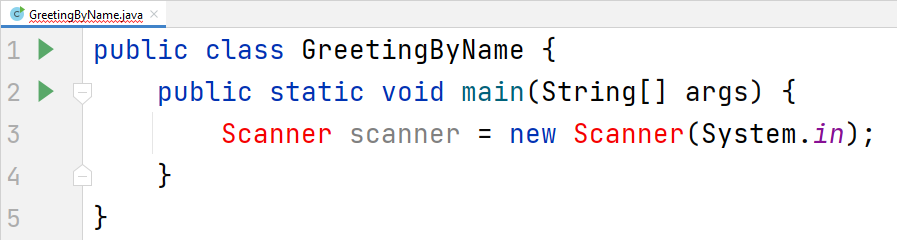 GreetingByName.java
1 public class GreetingByName {
2 public static void main(String[] args) {
3 Scanner scanner = new Scanner(System.in);
4 }
5 }